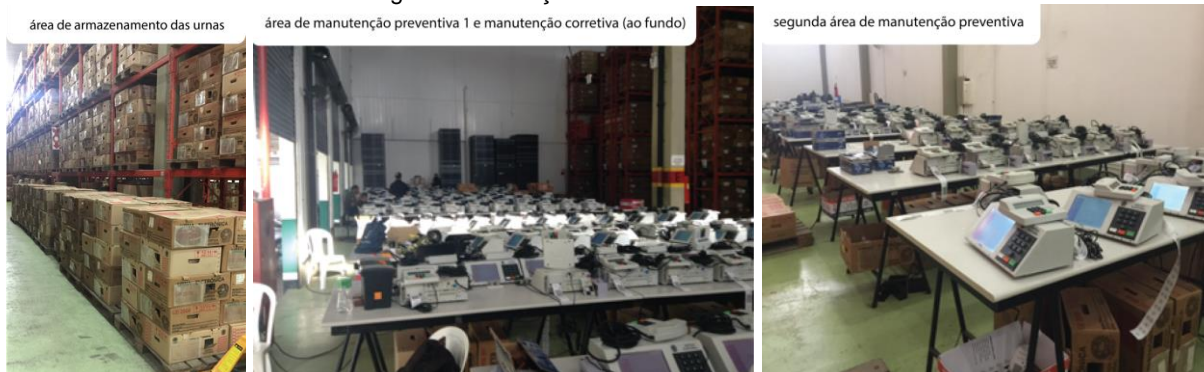 área de armazenamento das urnas
área de manutenção preventiva 1 e manutenção corretiva (ao fundo)
segunda área de manutenção preventiva